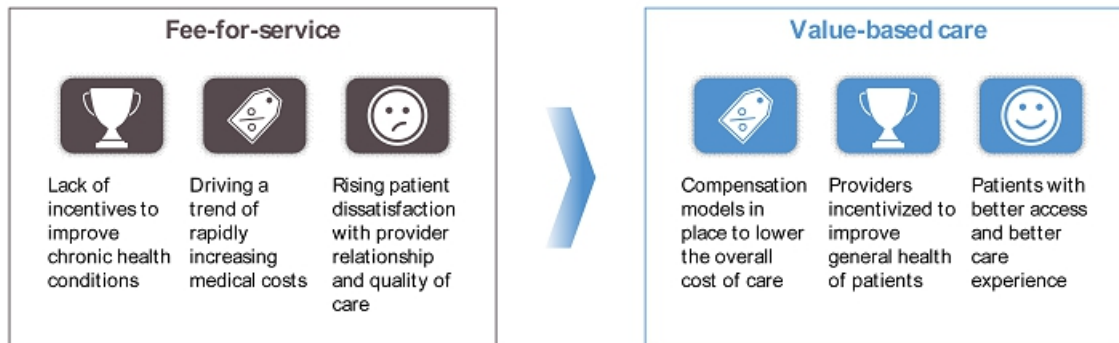 Fee-for-service
Lack of
incentives to
improve
chronic health
conditions
Driving a
trend of
rapidly
increasing
medical costs
Rising patient
dissatisfaction
with provider
relationship
and quality of
care
Value-based care
Compensation
models in
place to lower
the overall
cost of care
Providers
incentivized to
improve
general health
of patients
Patients with
better access
and better
care
experience